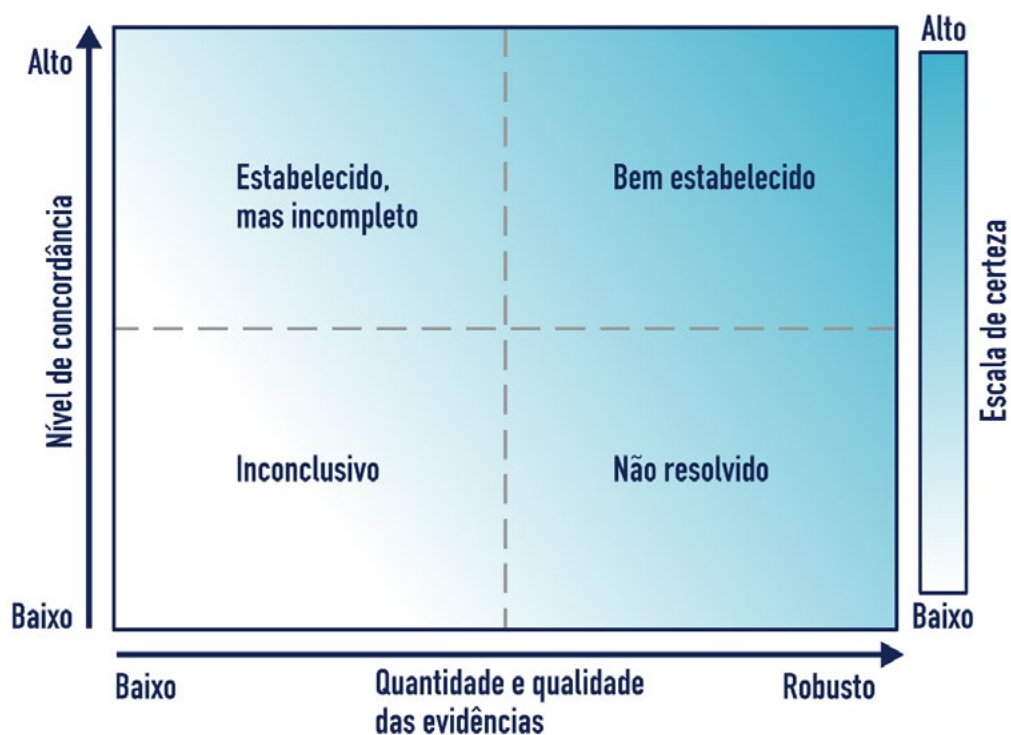 Alto
Nível de concordância
Baixo
Estabelecido,
mas incompleto
Bem estabelecido
Inconclusivo
Não resolvido
Baixo
Quantidade e qualidade
das evidências
Robusto
Alto
Escala de certeza
Baixo